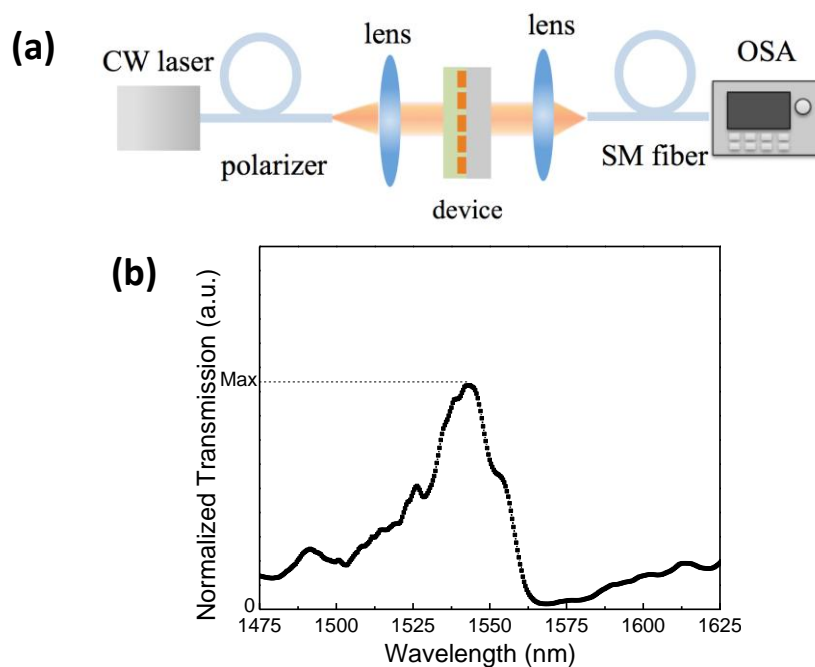 (a)
CW laser
polarizer
lens
device
lens
SM fiber
OSA
(b)
Normalized Transmission (a.u.)
Max
0
1475 1500 1525 1550 1575 1600 1625
Wavelength (nm)